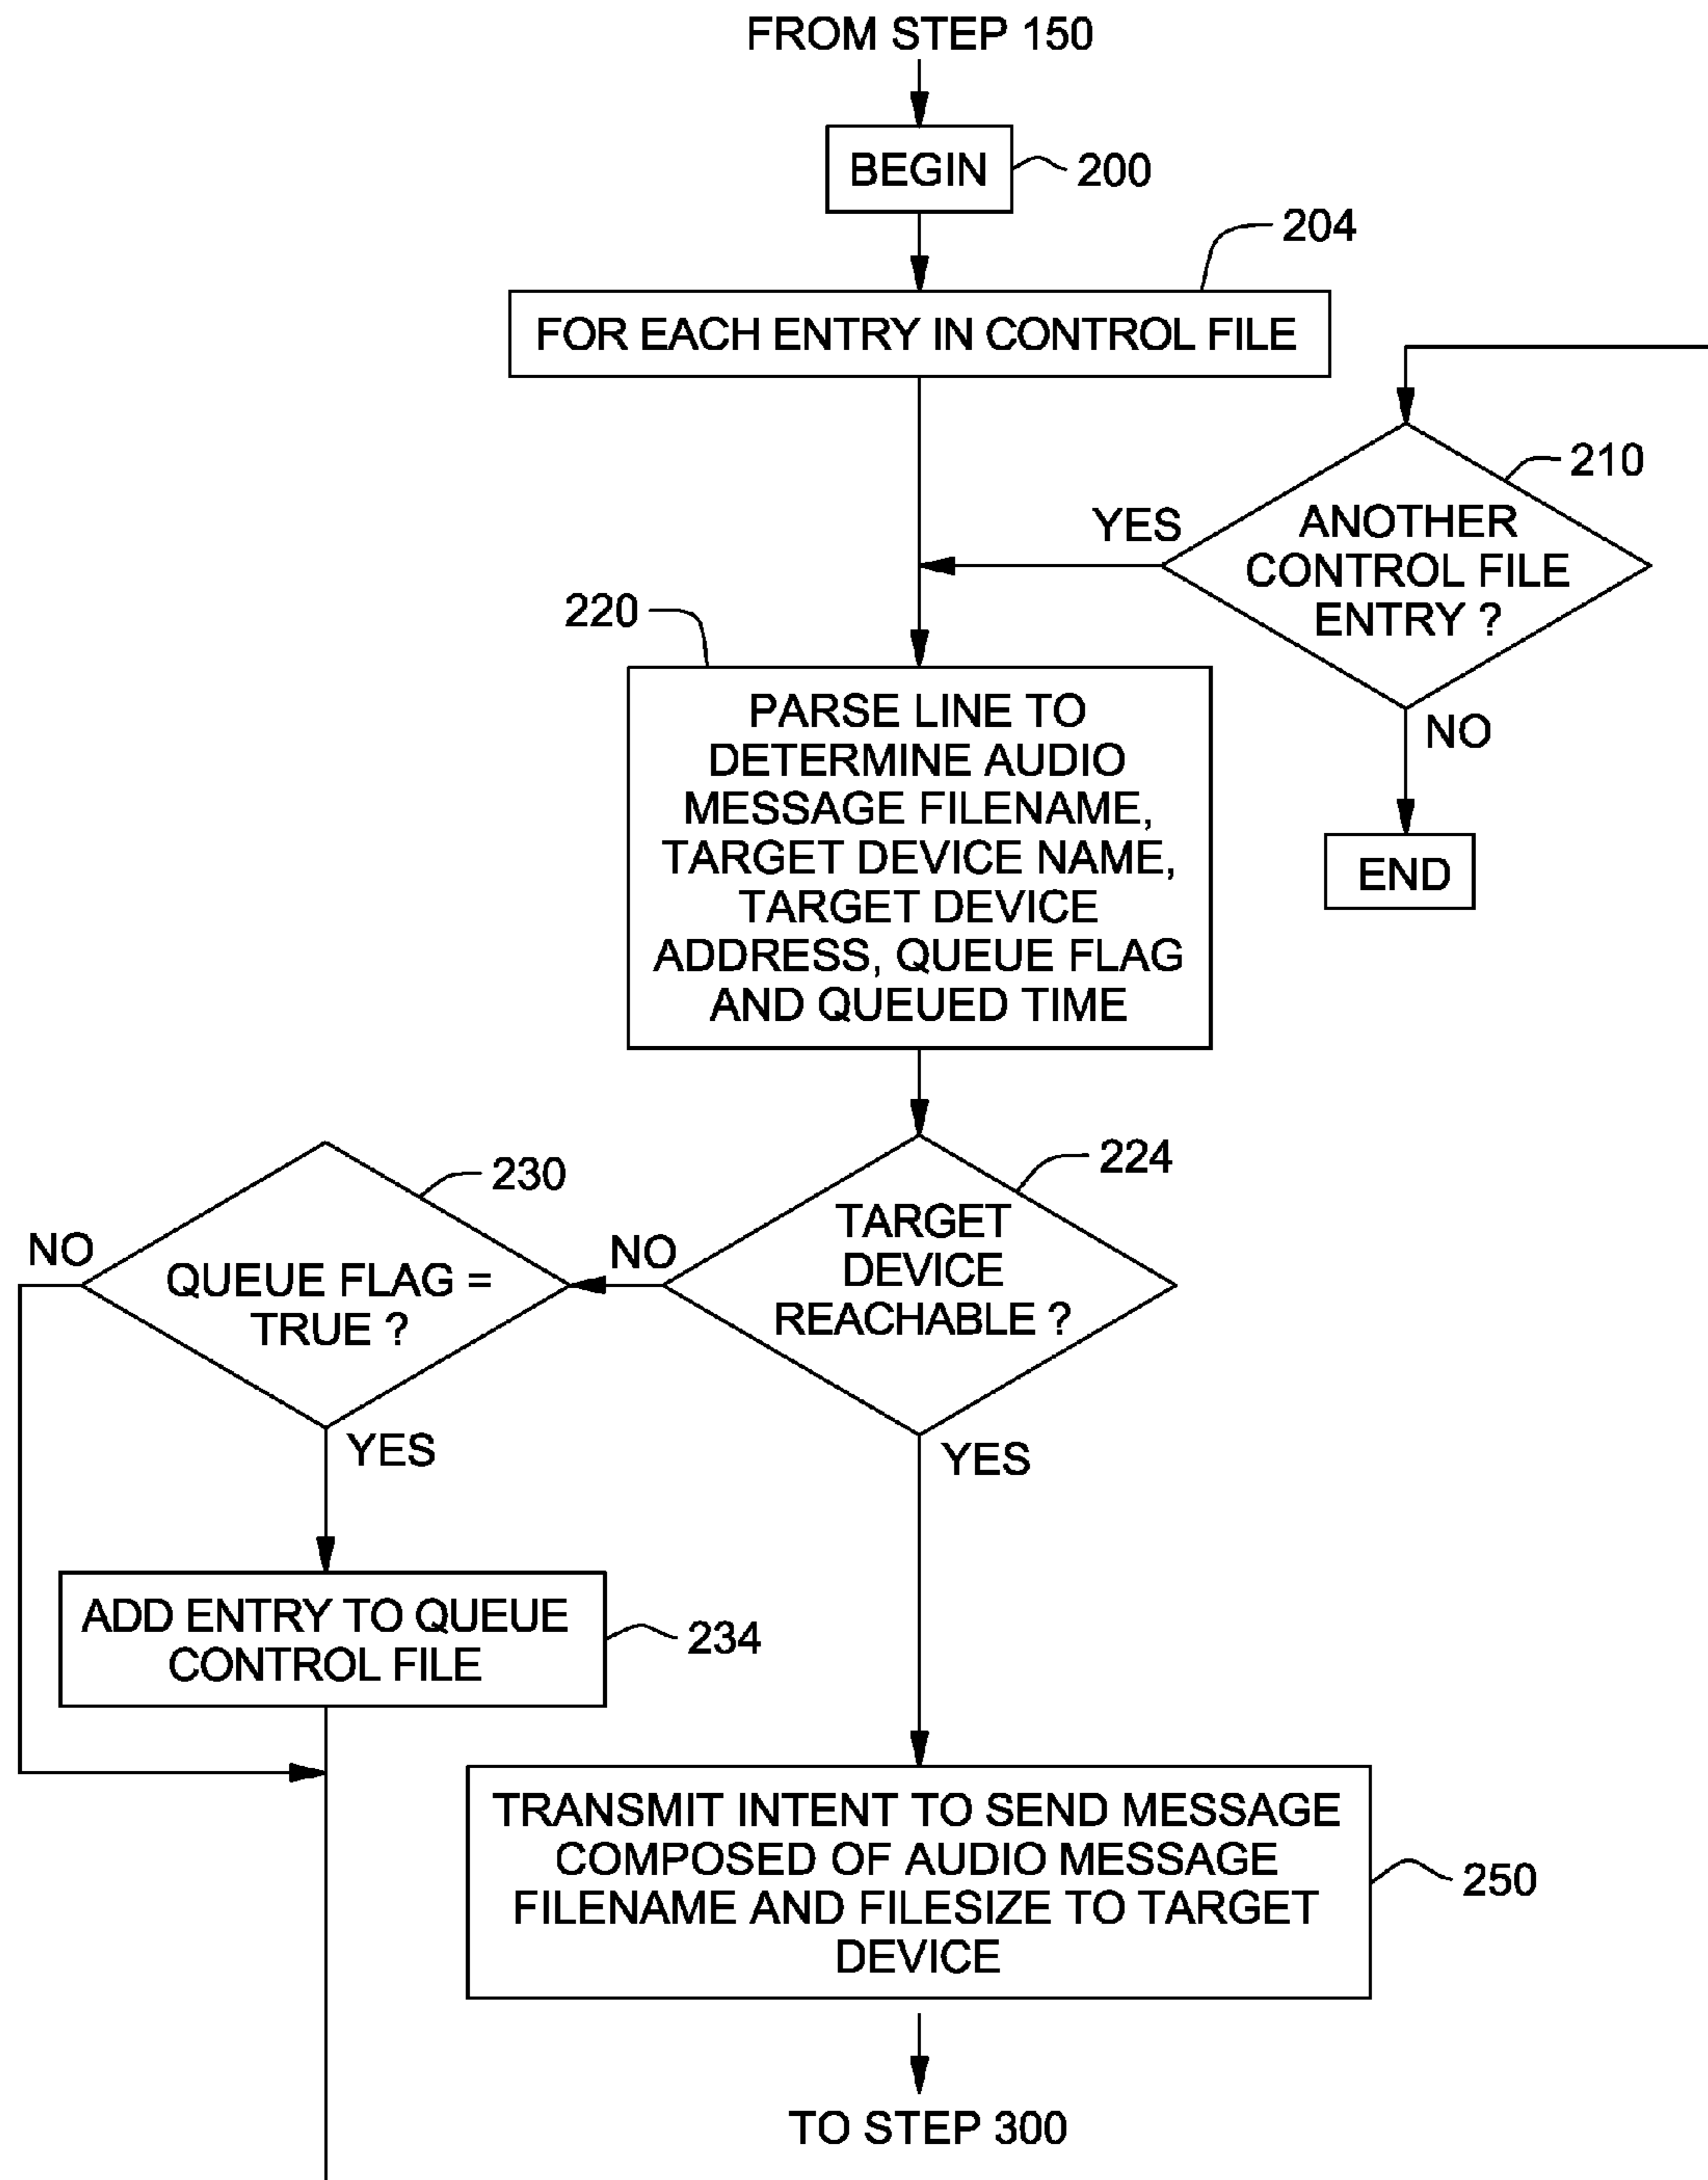 FROM STEP 150
BEGIN
200
204
FOR EACH ENTRY IN CONTROL FILE
210
ANOTHER
CONTROL FILE
ENTRY ?
YES
NO
END
220
PARSE LINE TO
DETERMINE AUDIO
MESSAGE FILENAME,
TARGET DEVICE NAME,
TARGET DEVICE
ADDRESS, QUEUE FLAG
AND QUEUED TIME
224
TARGET
DEVICE
REACHABLE ?
NO
YES
230
QUEUE FLAG =
TRUE ?
NO
YES
ADD ENTRY TO QUEUE
CONTROL FILE
234
TRANSMIT INTENT TO SEND MESSAGE
COMPOSED OF AUDIO MESSAGE
FILENAME AND FILESIZE TO TARGET
DEVICE
250
TO STEP 300